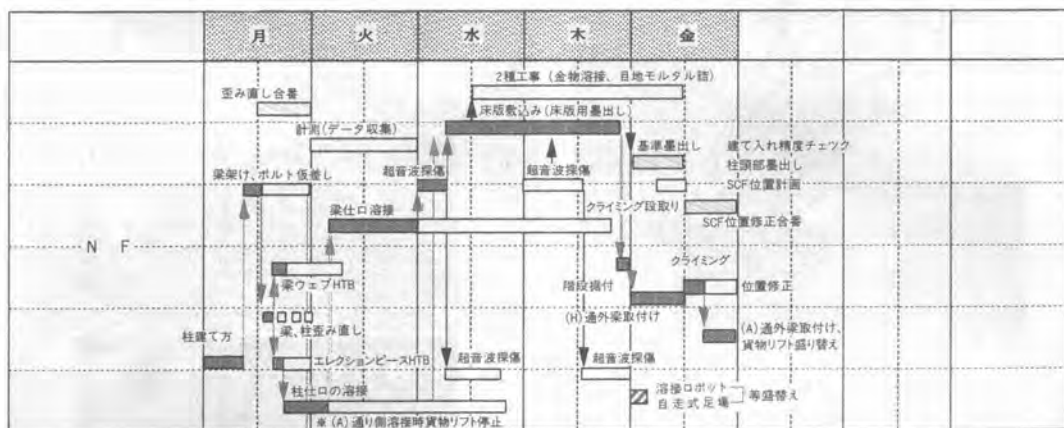 月 火 水 木 金
2種工事（金物溶接、目地モルタル詰）
歪み直し合番
床版敷込み（床版用墨出し）
計測（データ収集）
基準墨出し
建て入れ精度チェック
柱頭部墨出し
梁架け、ボルト仮差し
超音波探傷
超音波探傷
SCF位置計画
梁仕口溶接
クライミング段取り
SCF位置修正合番
N F
クライミング
梁ウェブHTB
階段据付
位置修正
(H)通外梁取付け
梁、柱歪み直し
(A)通外梁取付け、
貨物リフト盛り替え
柱建て方
エレクションピースHTB
超音波探傷
超音波探傷
柱仕口の溶接
溶接ロボット
自走式足場
等盛替え
※(A)通り側溶接時貨物リフト停止